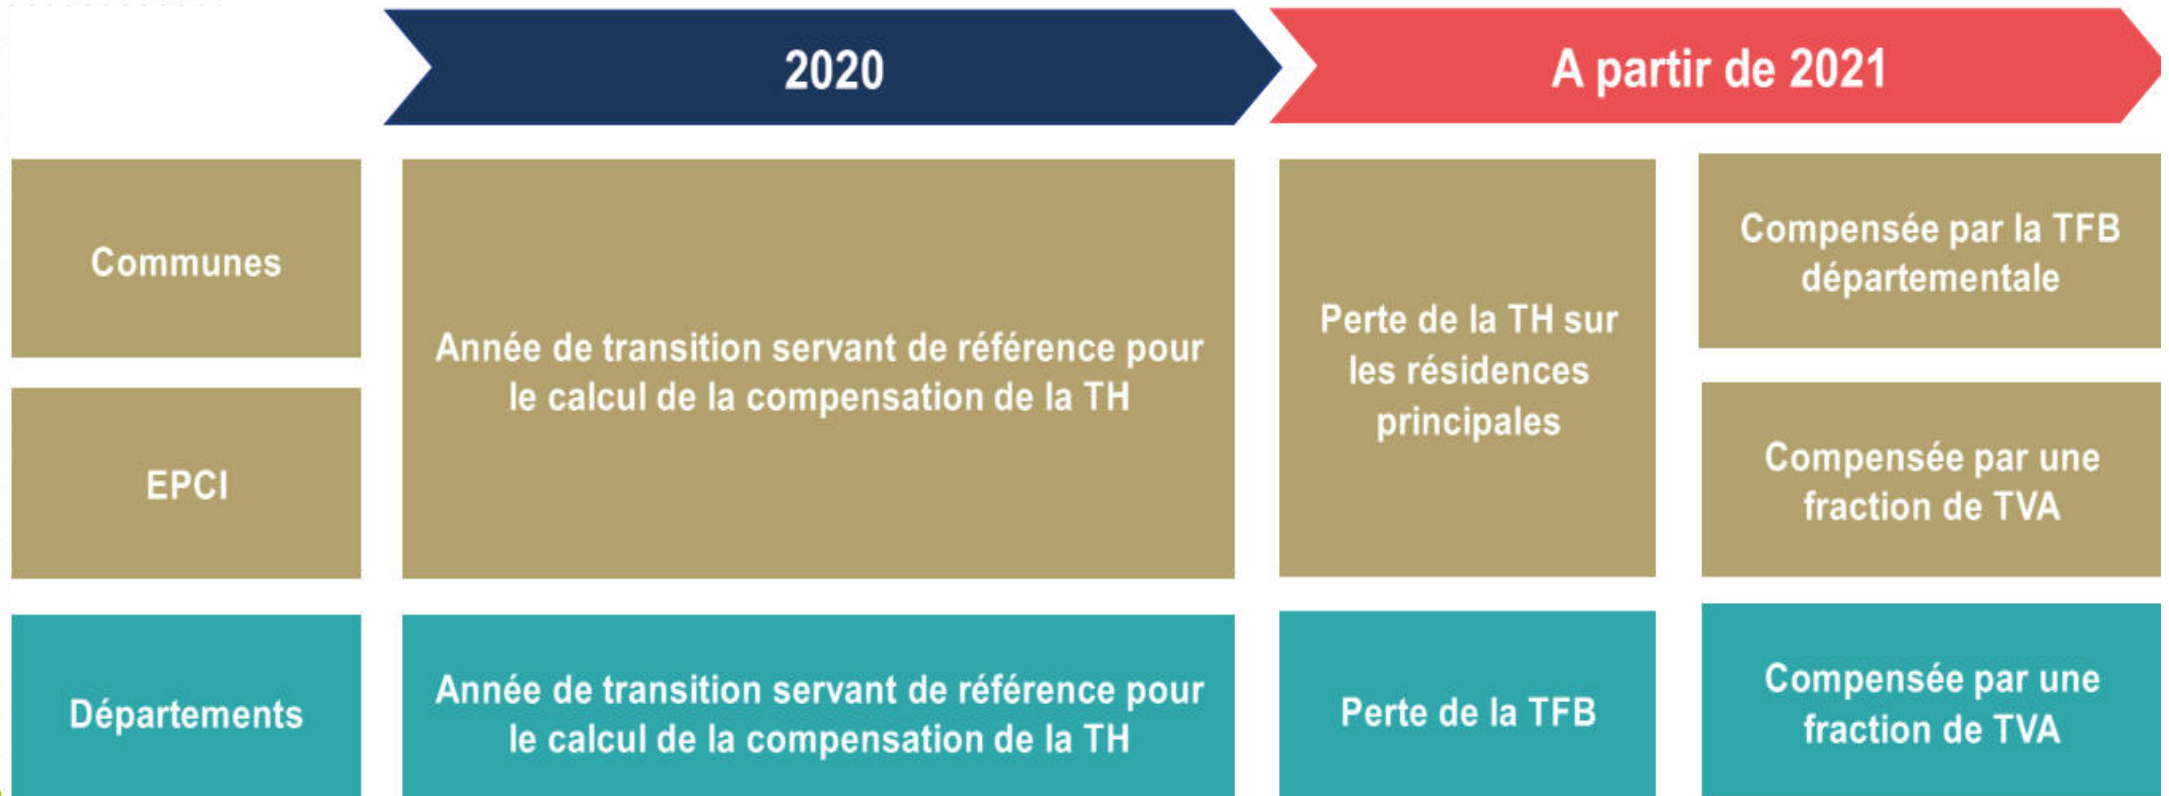 2020
A partir de 2021
Communes
EPCI
Année de transition servant de référence pour
le calcul de la compensation de la TH
Perte de la TH sur
les résidences
principales
Compensée par la TFB
départementale
Compensée par une
fraction de TVA
Départements
Année de transition servant de référence pour
le calcul de la compensation de la TH
Perte de la TFB
Compensée par une
fraction de TVA